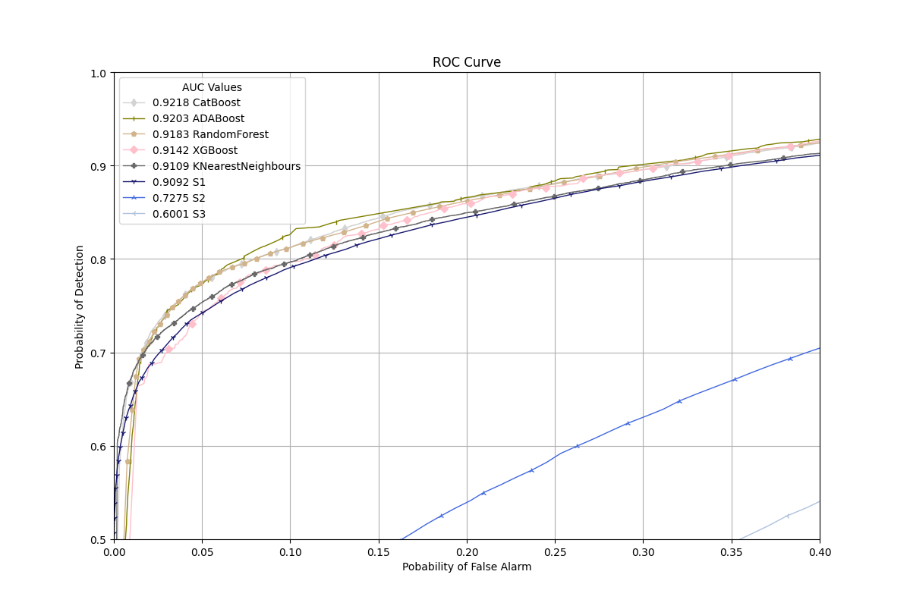 ROC Curve
AUC Values
0.9218 CatBoost
0.9203 ADABoost
0.9183 RandomForest
0.9142 XGBoost
0.9109 KNearestNeighbours
0.9092 S1
0.7275 S2
0.6001 S3
Probability of Detection
1.0
0.9
0.8
0.7
0.6
0.5
0.00 0.05 0.10 0.15 0.20 0.25 0.30 0.35 0.40
Pobability of False Alarm